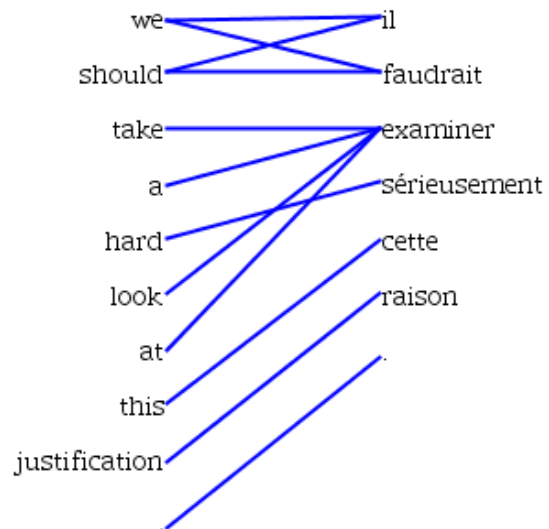 we il
should faudrait
take examiner
a sérieusement
hard cette
look raison
at .
this
justification
.